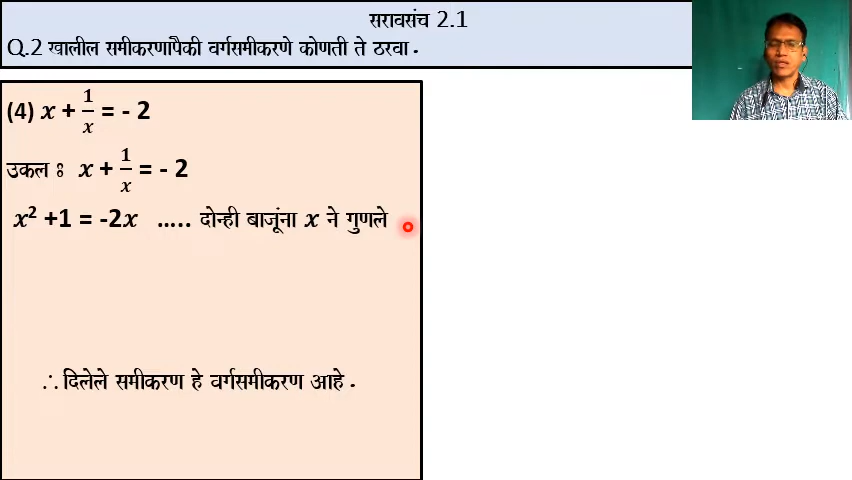 सरावसंच 2.1
Q.2 खालील समीकरणांपैकी वर्गसमीकरणे कोणती ते ठरवा .
(4) x + 1/x = - 2
उकल ः x + 1/x = - 2
x² +1 = -2x ..... दोन्ही बाजूंना x ने गुणले
∴ दिलेले समीकरण हे वर्गसमीकरण आहे .